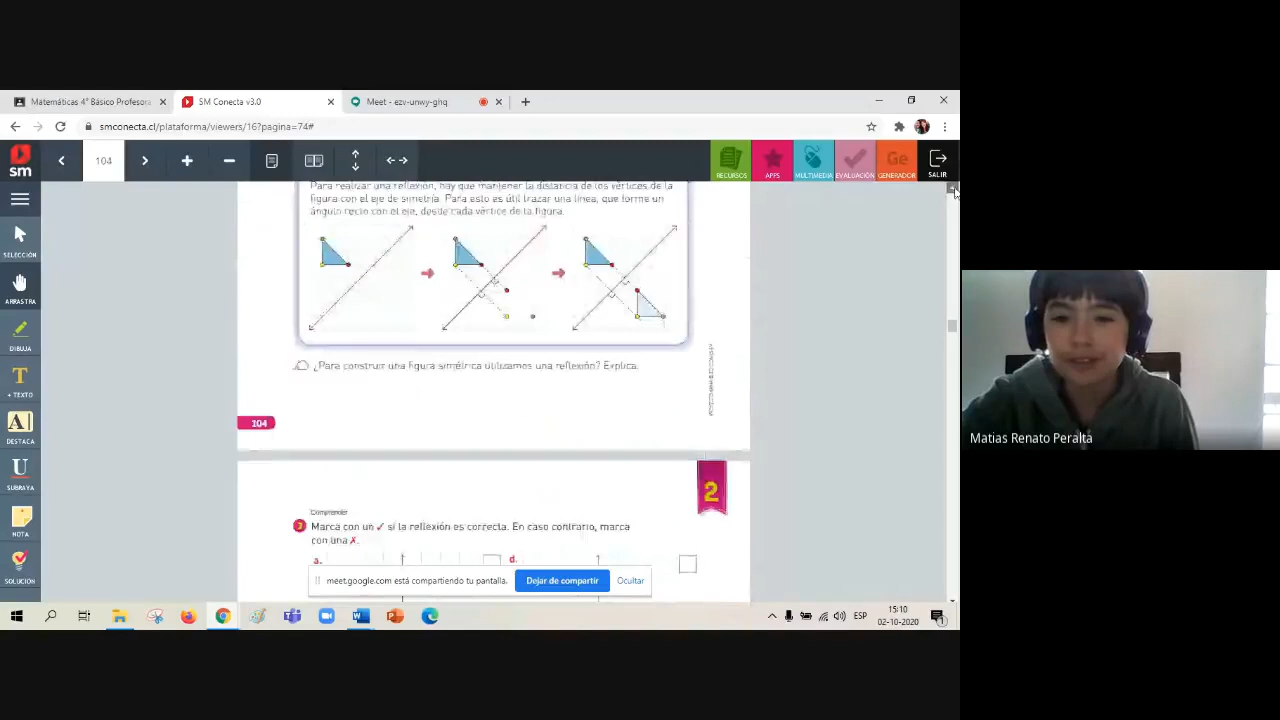 Matemáticas 4° Básico Profesora
SM Conecta v3.0
Meet - ezv-unwy-ghq
smconecta.cl/plataforma/viewers/16?pagina=74#
sm
104
RECURSOS
APPS
MULTIMEDIA
EVALUACIÓN
Ge
GENERADOR
SALIR
SELECCIÓN
ARRASTRA
DIBUJA
T
+ TEXTO
A
DESTACA
U
SUBRAYA
NOTA
SOLUCIÓN
Para realizar una reflexión, hay que mantener la distancia de los vértices de la
figura con el eje de simetría. Para esto es útil trazar una línea, que forme un
ángulo recto con el eje, desde cada vértice de la figura.
¿Para construir una figura simétrica utilizamos una reflexión? Explica.
104
2
Comprender
3 Marca con un ✓ si la reflexión es correcta. En caso contrario, marca
con una ✗.
a.
d.
meet.google.com está compartiendo tu pantalla.
Dejar de compartir
Ocultar
ESP
15:10
02-10-2020
1
Matias Renato Peralta